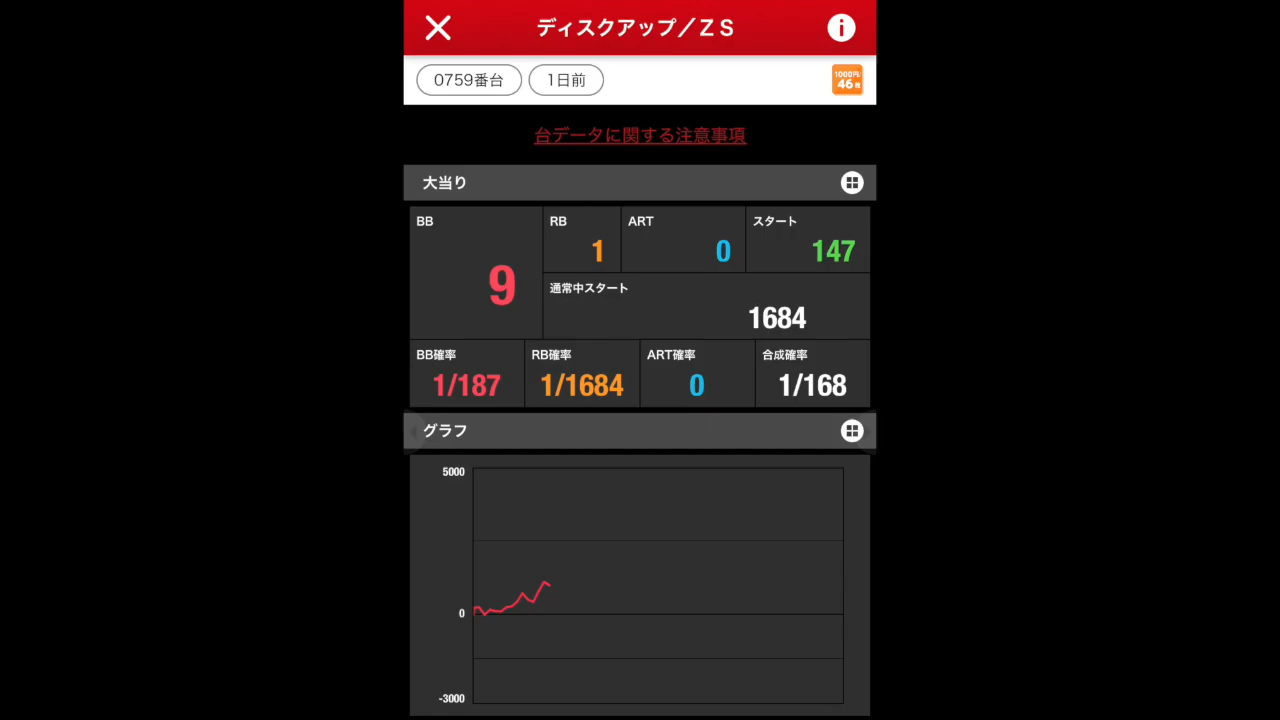 ディスクアップ／ＺＳ
0759番台
1日前
1000円/
46枚
台データに関する注意事項
大当り
BB
9
RB
1
ART
0
スタート
147
通常中スタート
1684
BB確率
1/187
RB確率
1/1684
ART確率
0
合成確率
1/168
グラフ
5000
0
-3000